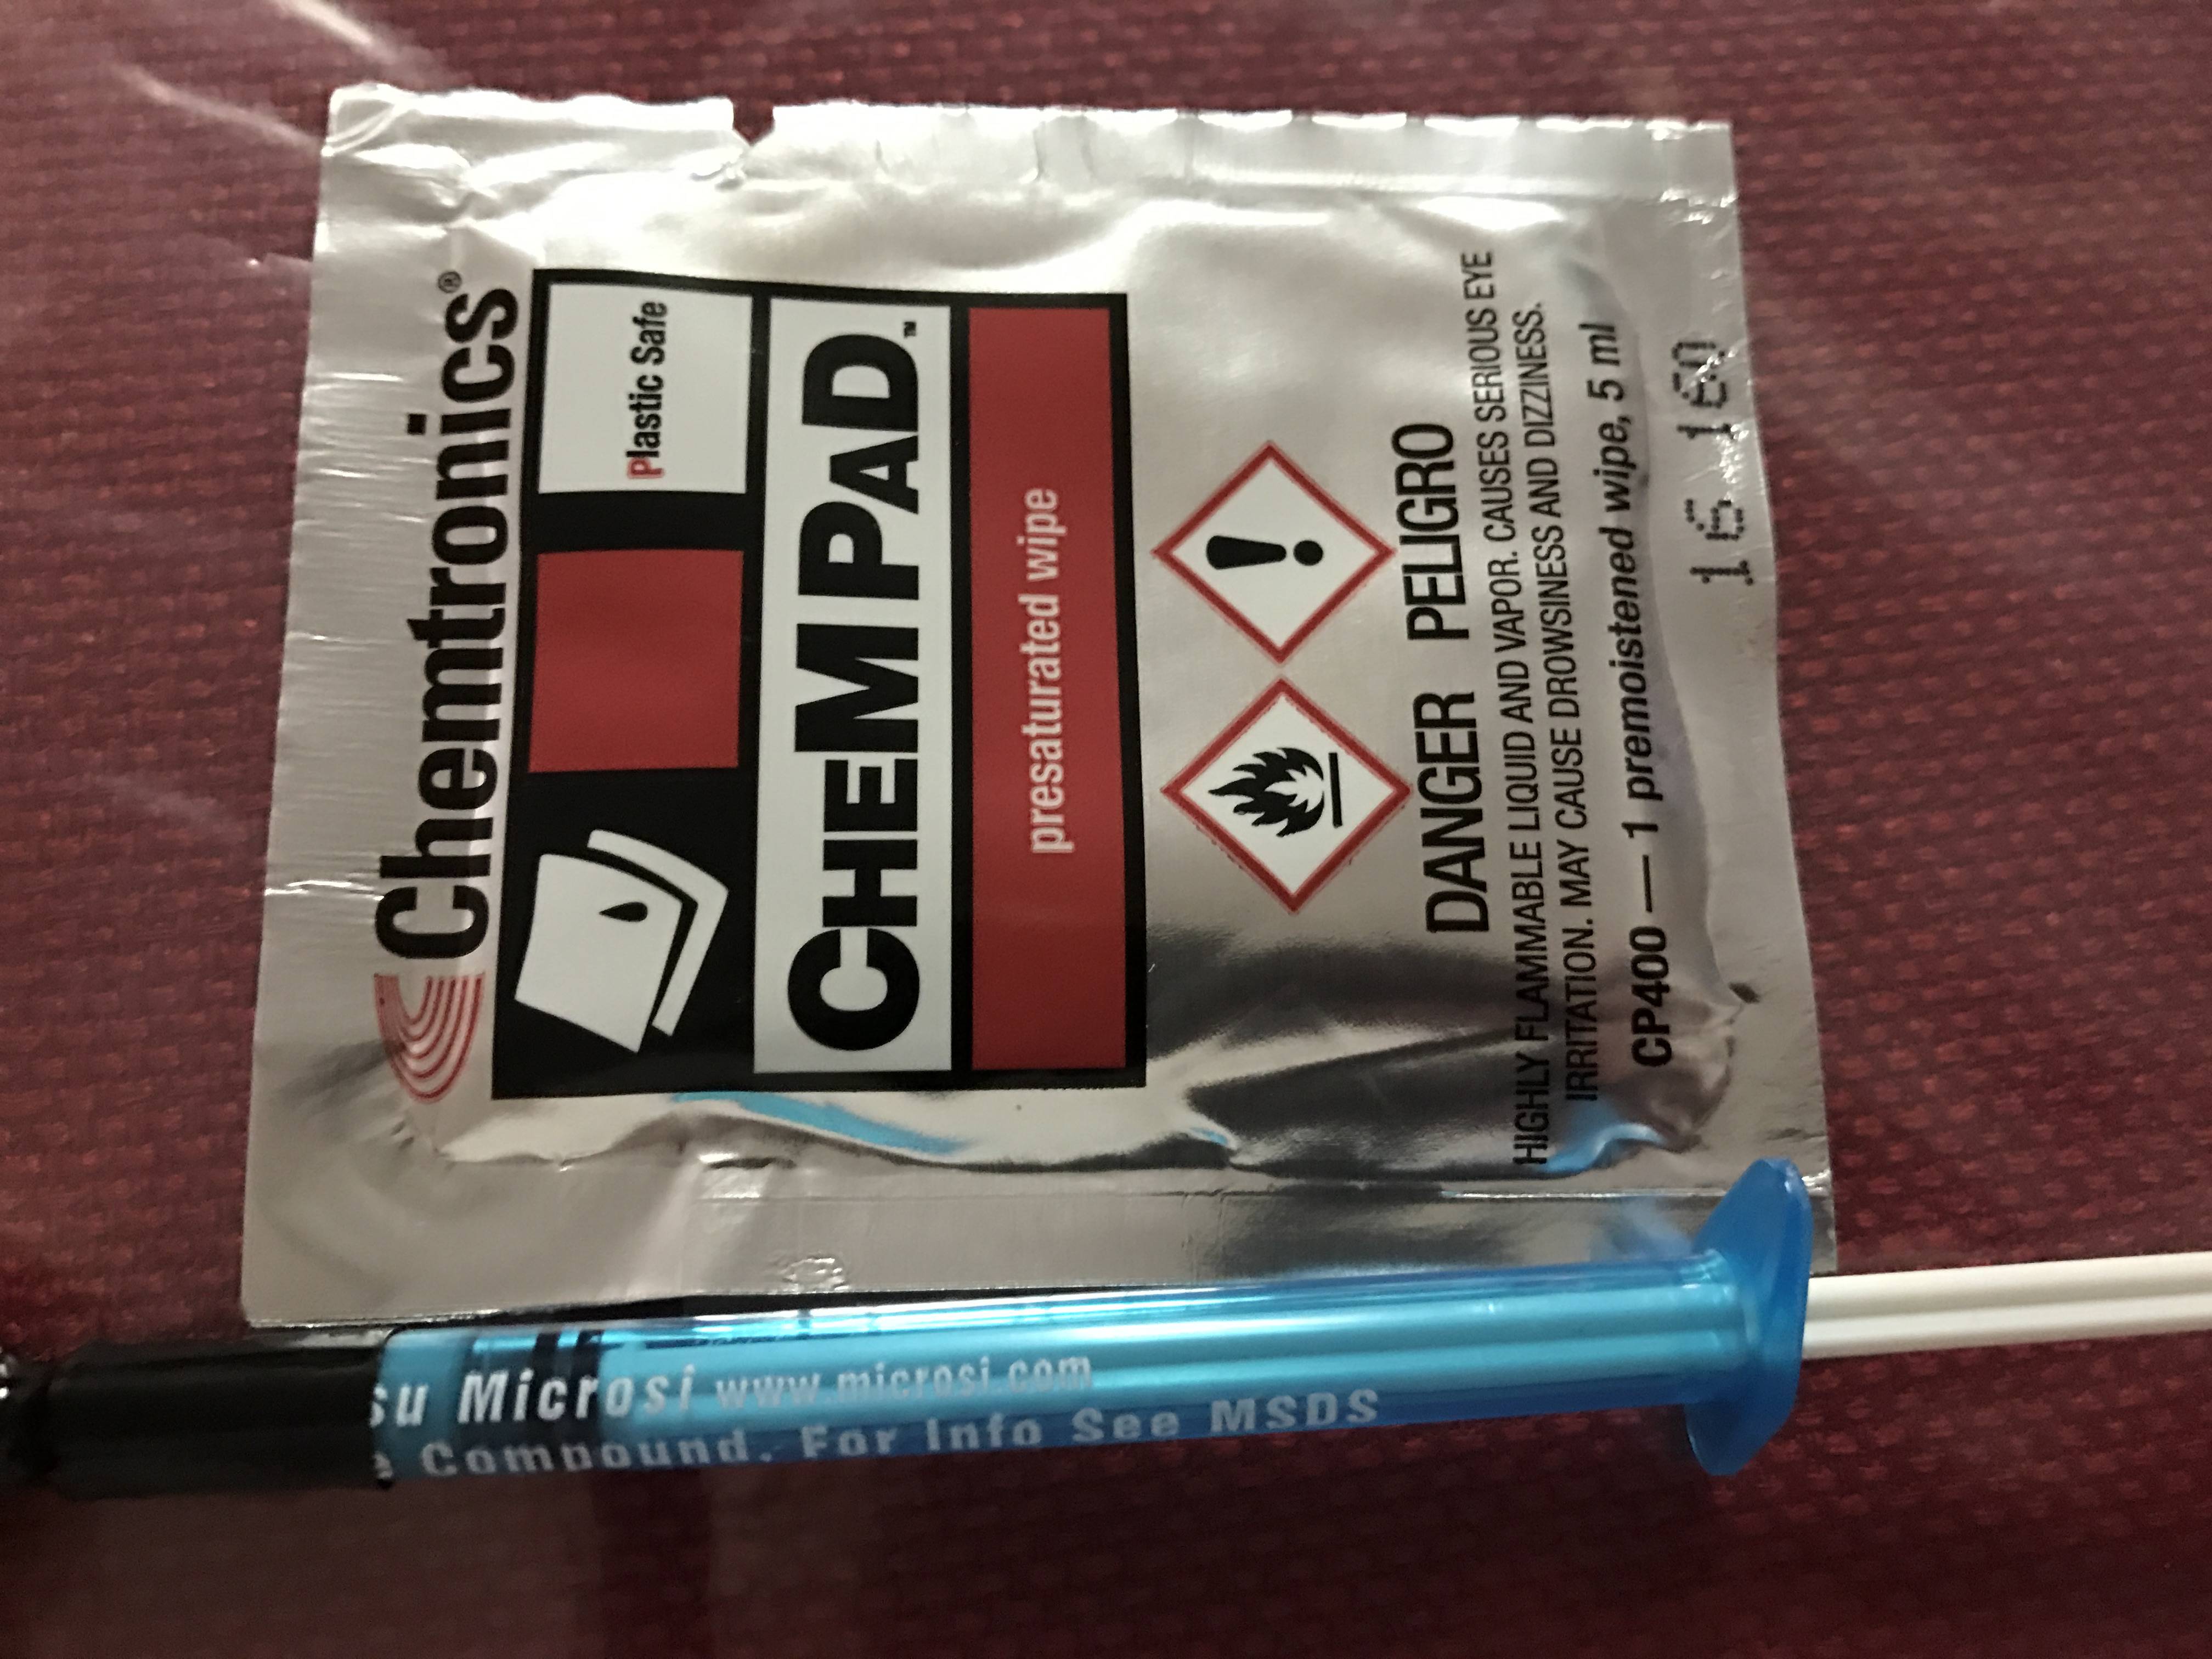 Chemtronics®
Plastic Safe
CHEMPAD™
presaturated wipe
DANGER PELIGRO
HIGHLY FLAMMABLE LIQUID AND VAPOR. CAUSES SERIOUS EYE
IRRITATION. MAY CAUSE DROWSINESS AND DIZZINESS.
CP400 — 1 premoistened wipe, 5 ml
su Microsi www.microsi.com
Compound. For Info See MSDS